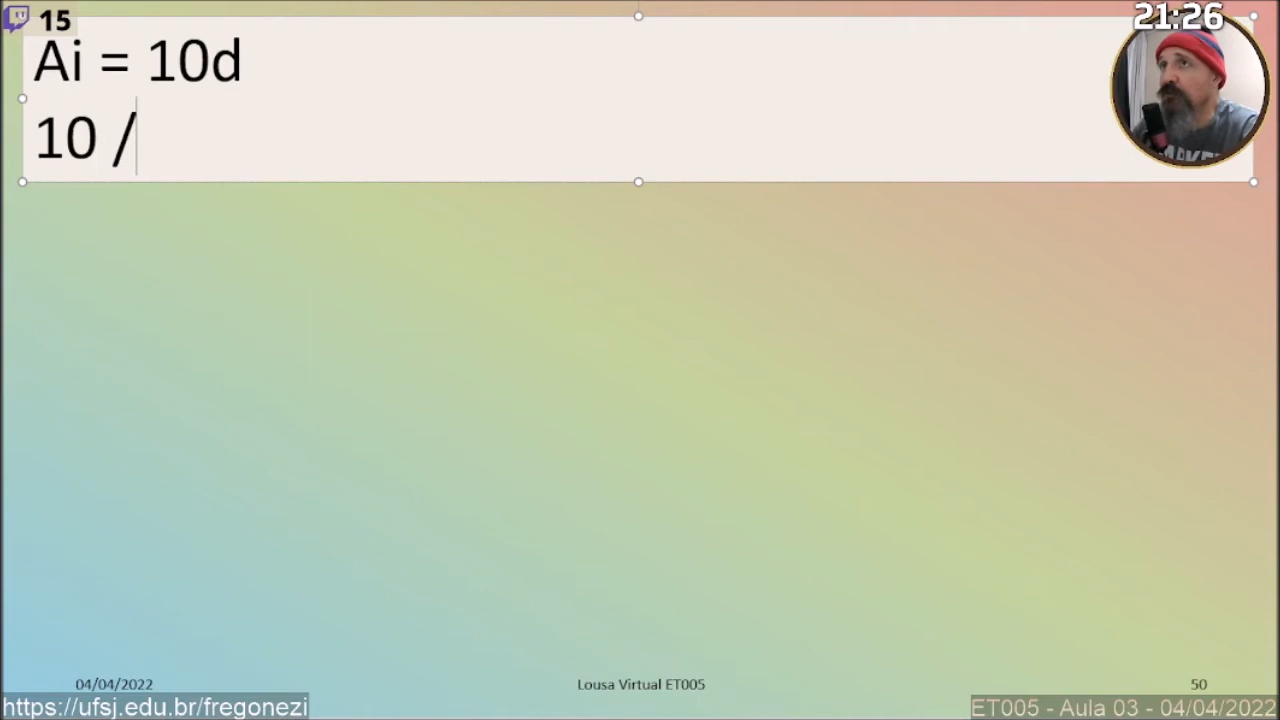 15
21:26
Ai = 10d
10 /
04/04/2022
Lousa Virtual ET005
50
https://ufsj.edu.br/fregonezi
ET005 - Aula 03 - 04/04/2022